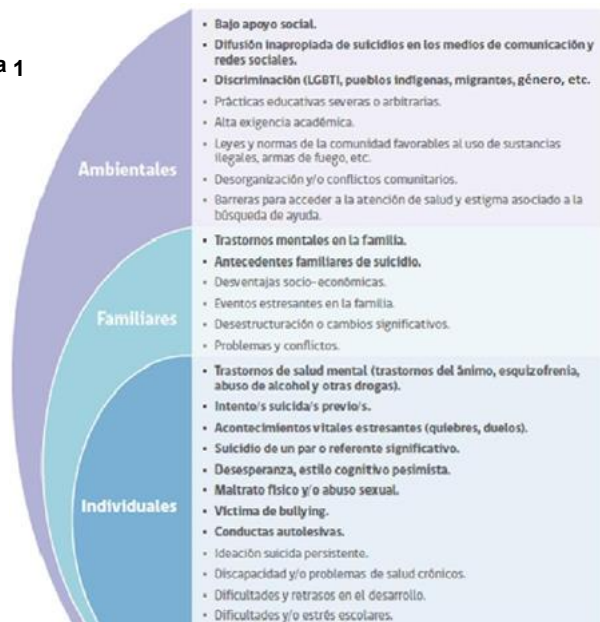 a 1
Ambientales
• Bajo apoyo social.
• Difusión inapropiada de suicidios en los medios de comunicación y
redes sociales.
• Discriminación (LGBTI, pueblos indígenas, migrantes, género, etc.
• Prácticas educativas severas o arbitrarias.
• Alta exigencia académica.
• Leyes y normas de la comunidad favorables al uso de sustancias
ilegales, armas de fuego, etc.
• Desorganización y/o conflictos comunitarios.
• Barreras para acceder a la atención de salud y estigma asociado a la
búsqueda de ayuda.
Familiares
• Trastornos mentales en la familia.
• Antecedentes familiares de suicidio.
• Desventajas socio-económicas.
• Eventos estresantes en la familia.
• Desestructuración o cambios significativos.
• Problemas y conflictos.
Individuales
• Trastornos de salud mental (trastornos del ánimo, esquizofrenia,
abuso de alcohol y otras drogas).
• Intento/s suicida/s previo/s.
• Acontecimientos vitales estresantes (quiebres, duelos).
• Suicidio de un par o referente significativo.
• Desesperanza, estilo cognitivo pesimista.
• Maltrato físico y/o abuso sexual.
• Víctima de bullying.
• Conductas autolesivas.
• Ideación suicida persistente.
• Discapacidad y/o problemas de salud crónicos.
• Dificultades y retrasos en el desarrollo.
• Dificultades y/o estrés escolares.